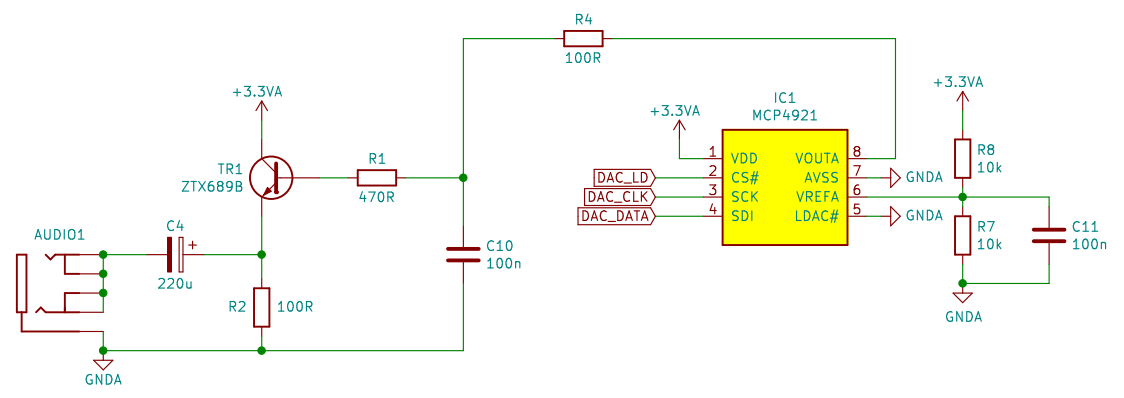 R4
100R
+3.3VA
IC1
MCP4921
+3.3VA
1 VDD VOUTA 8
2 CS# AVSS 7
3 SCK VREFA 6
4 SDI LDAC# 5
DAC_LD
DAC_CLK
DAC_DATA
GNDA
GNDA
+3.3VA
R8
10k
R7
10k
C11
100n
GNDA
TR1
ZTX689B
R1
470R
C10
100n
AUDIO1
C4
+
220u
R2
100R
GNDA